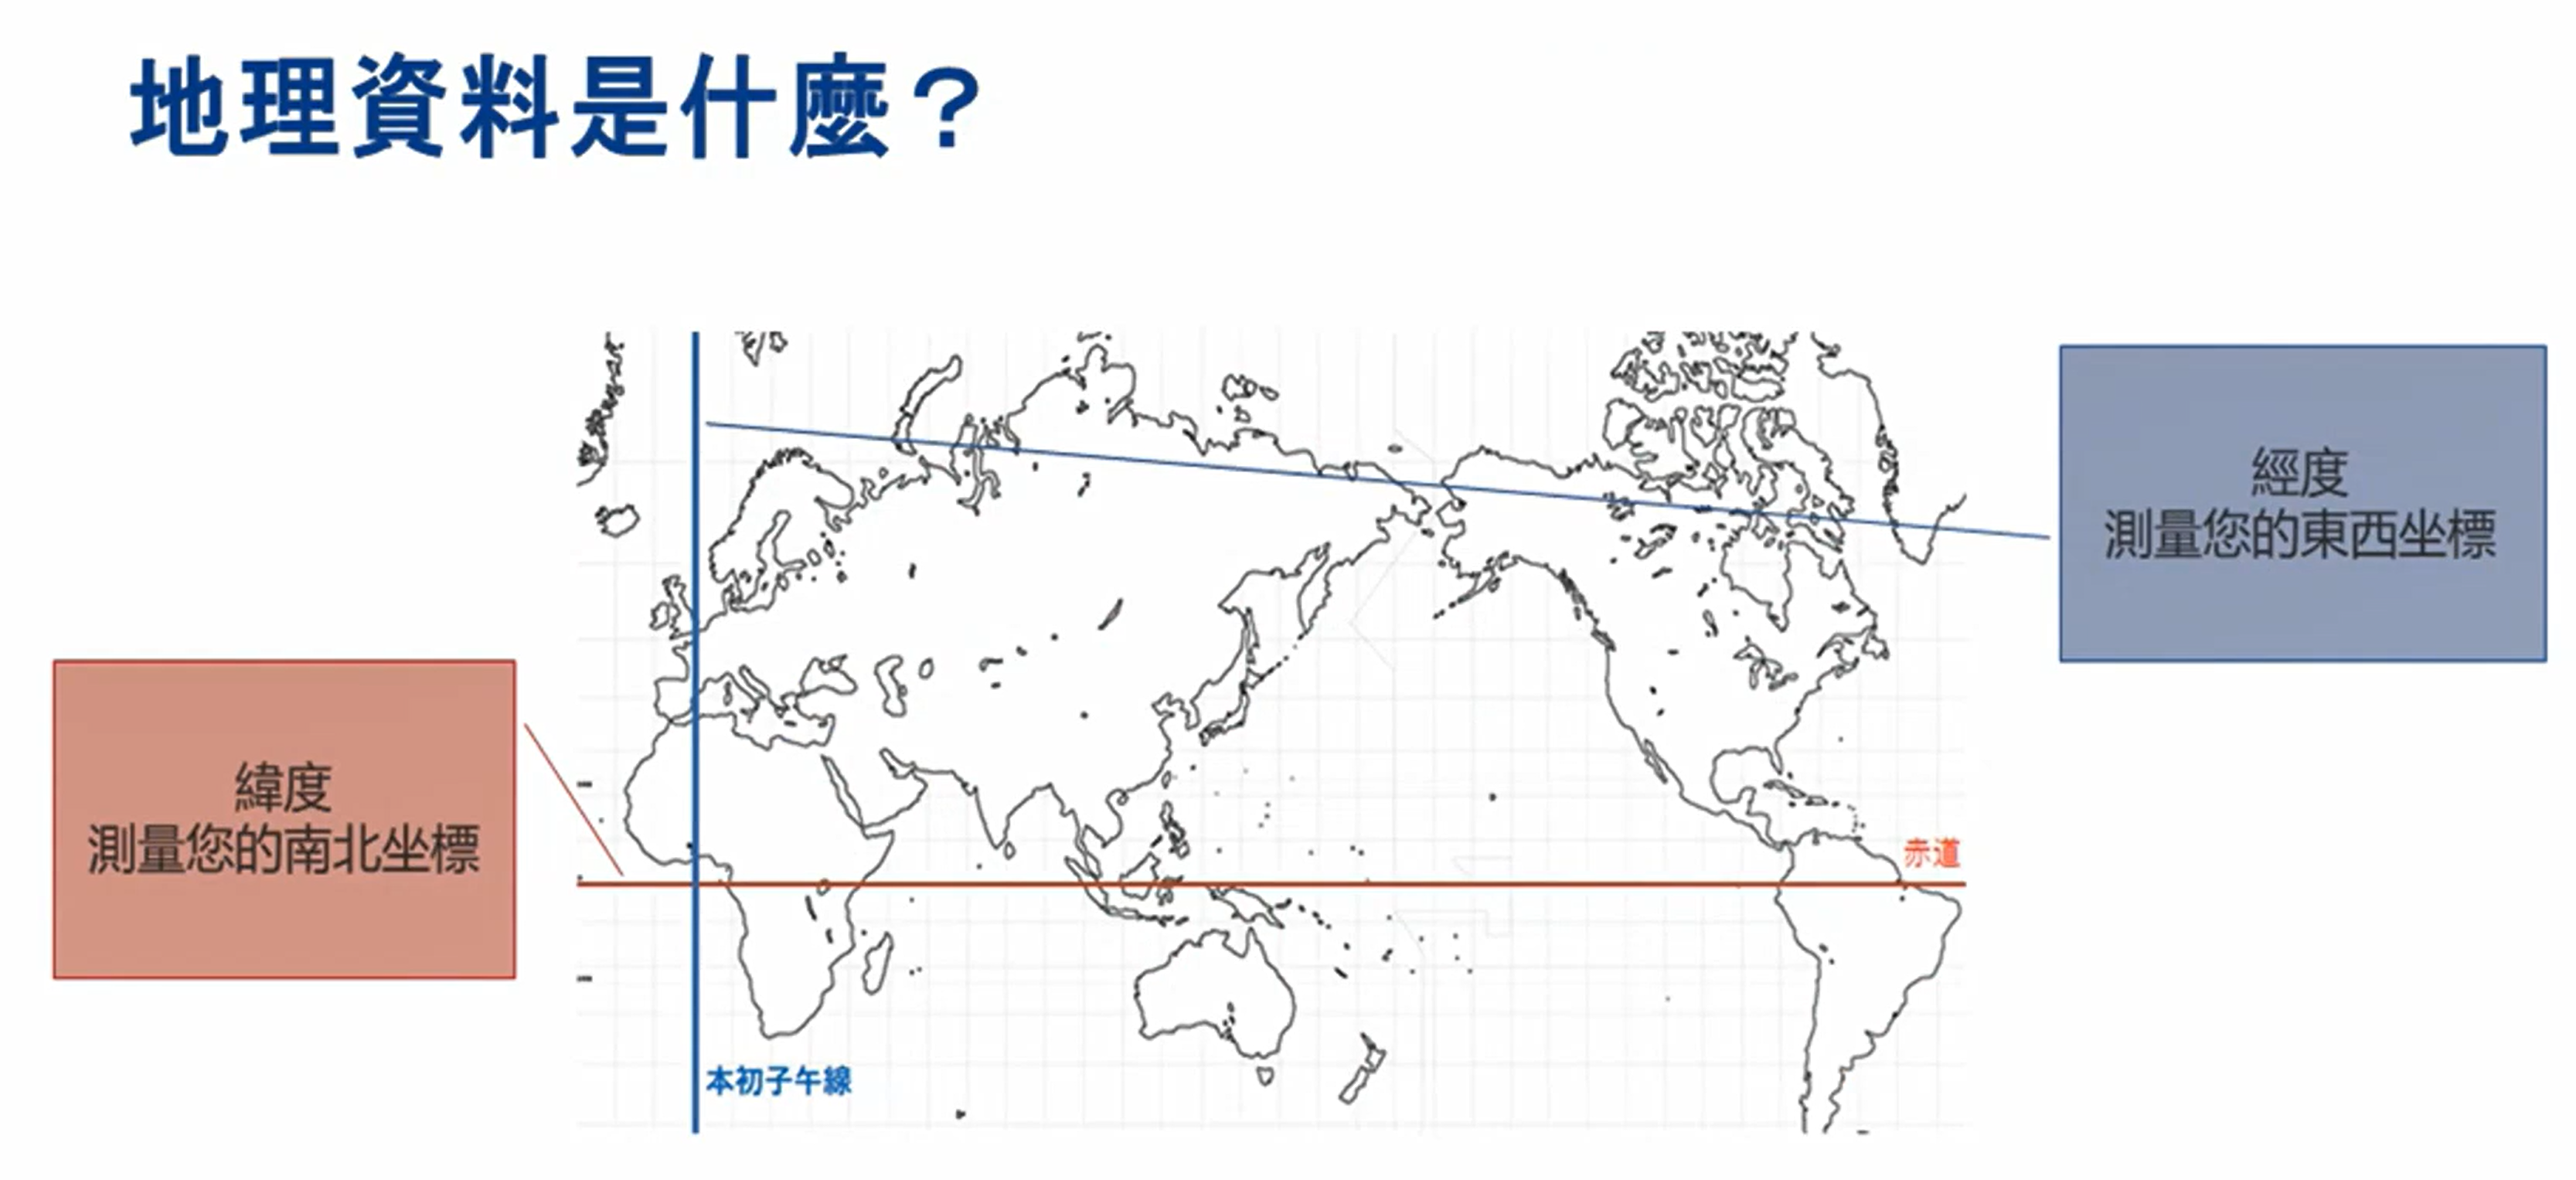 地理資料是什麼？
經度
測量您的東西坐標
緯度
測量您的南北坐標
赤道
本初子午線